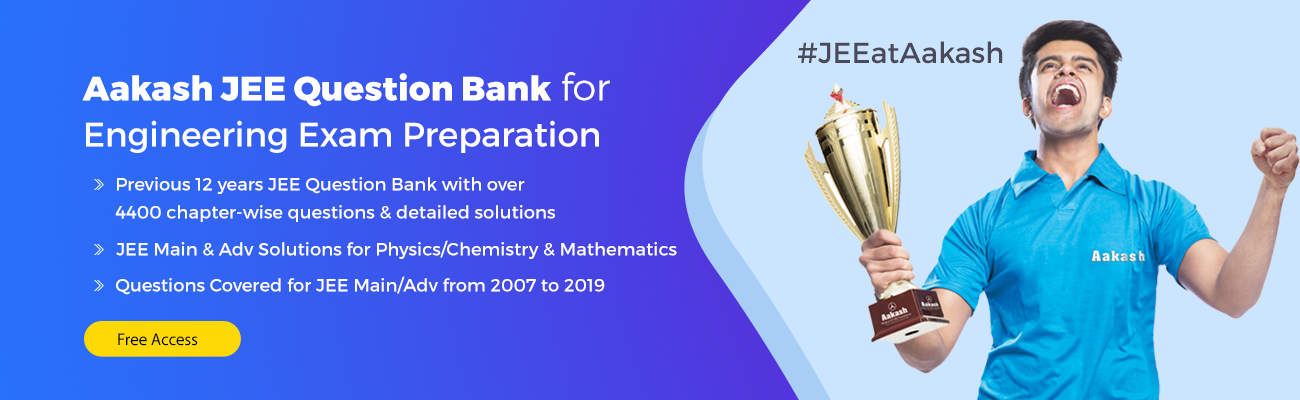 Aakash JEE Question Bank for
Engineering Exam Preparation
Previous 12 years JEE Question Bank with over
4400 chapter-wise questions & detailed solutions
JEE Main & Adv Solutions for Physics/Chemistry & Mathematics
Questions Covered for JEE Main/Adv from 2007 to 2019
Free Access
#JEEatAakash
Aakash
Aakash
Aakash